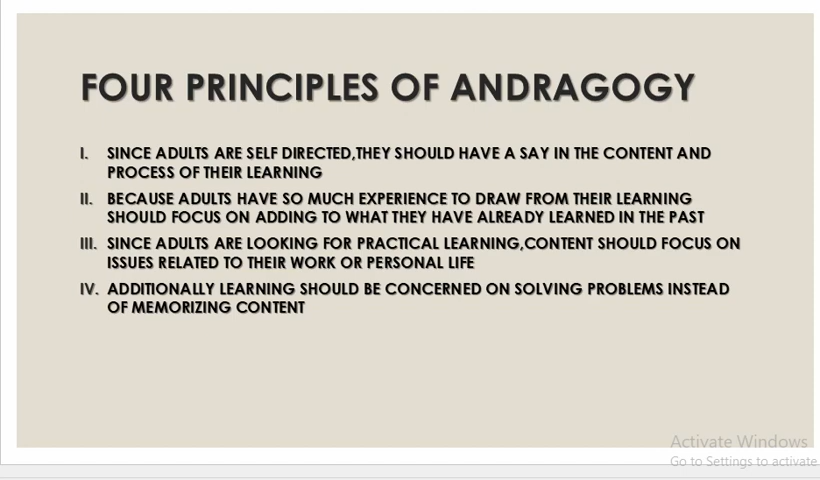 FOUR PRINCIPLES OF ANDRAGOGY
I. SINCE ADULTS ARE SELF DIRECTED,THEY SHOULD HAVE A SAY IN THE CONTENT AND
PROCESS OF THEIR LEARNING
II. BECAUSE ADULTS HAVE SO MUCH EXPERIENCE TO DRAW FROM THEIR LEARNING
SHOULD FOCUS ON ADDING TO WHAT THEY HAVE ALREADY LEARNED IN THE PAST
III. SINCE ADULTS ARE LOOKING FOR PRACTICAL LEARNING,CONTENT SHOULD FOCUS ON
ISSUES RELATED TO THEIR WORK OR PERSONAL LIFE
IV. ADDITIONALLY LEARNING SHOULD BE CONCERNED ON SOLVING PROBLEMS INSTEAD
OF MEMORIZING CONTENT
Activate Windows
Go to Settings to activate